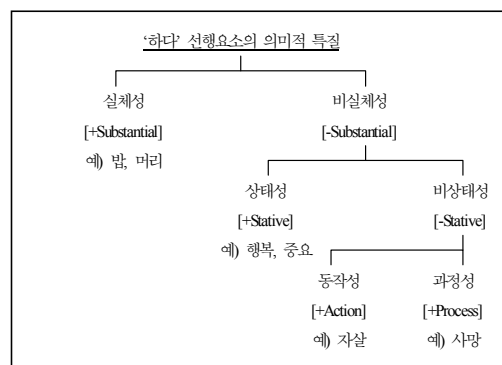 ‘하다’ 선행요소의 의미적 특질
실체성 비실체성
[+Substantial] [-Substantial]
예) 밥, 머리
상태성 비상태성
[+Stative] [-Stative]
예) 행복, 중요
동작성 과정성
[+Action] [+Process]
예) 자살 예) 사망